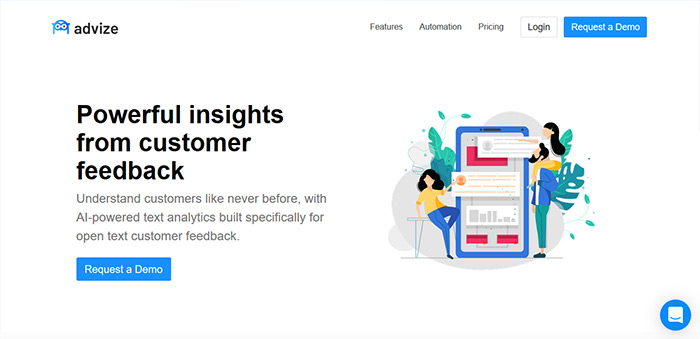 advize
Features
Automation
Pricing
Login
Request a Demo
Powerful insights
from customer
feedback
Understand customers like never before, with
AI-powered text analytics built specifically for
open text customer feedback.
Request a Demo